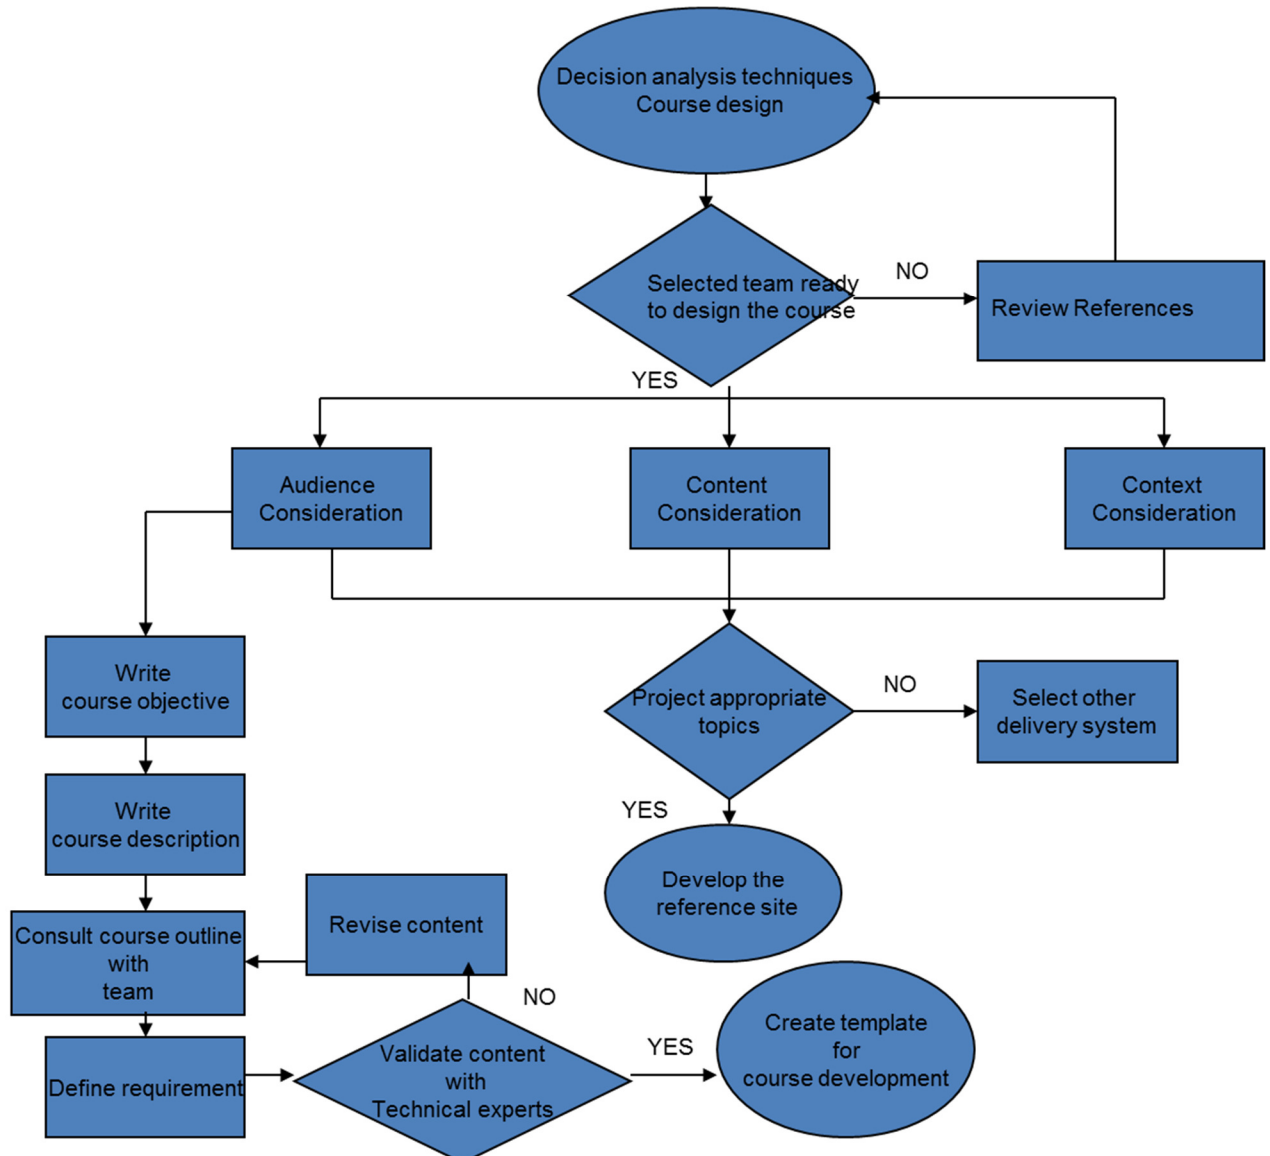 Decision analysis techniques
Course design
Selected team ready
to design the course
NO
Review References
YES
Audience
Consideration
Content
Consideration
Context
Consideration
Write
course objective
Project appropriate
topics
NO
Select other
delivery system
Write
course description
YES
Develop the
reference site
Consult course outline
with
team
Revise content
NO
Define requirement
Validate content
with
Technical experts
YES
Create template
for
course development